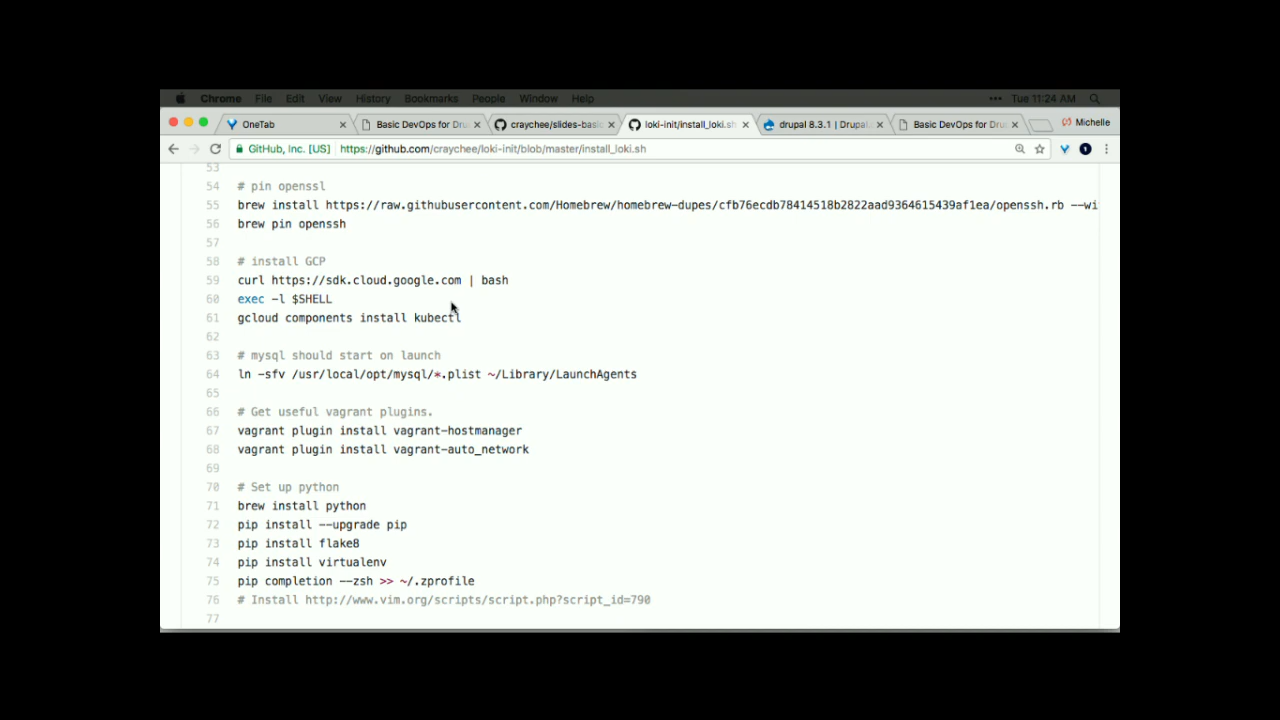 Chrome File Edit View History Bookmarks People Window Help Tue 11:24 AM
OneTab Basic DevOps for Dru craychee/slides-basic loki-init/install_loki.sh drupal 8.3.1 | Drupal. Basic DevOps for Dru Michelle
GitHub, Inc. [US] https://github.com/craychee/loki-init/blob/master/install_loki.sh
53
54 # pin openssl
55 brew install https://raw.githubusercontent.com/Homebrew/homebrew-dupes/cfb76ecdb78414518b2822aad9364615439af1ea/openssh.rb --wi
56 brew pin openssh
57
58 # install GCP
59 curl https://sdk.cloud.google.com | bash
60 exec -l $SHELL
61 gcloud components install kubectl
62
63 # mysql should start on launch
64 ln -sfv /usr/local/opt/mysql/*.plist ~/Library/LaunchAgents
65
66 # Get useful vagrant plugins.
67 vagrant plugin install vagrant-hostmanager
68 vagrant plugin install vagrant-auto_network
69
70 # Set up python
71 brew install python
72 pip install --upgrade pip
73 pip install flake8
74 pip install virtualenv
75 pip completion --zsh >> ~/.zprofile
76 # Install http://www.vim.org/scripts/script.php?script_id=790
77